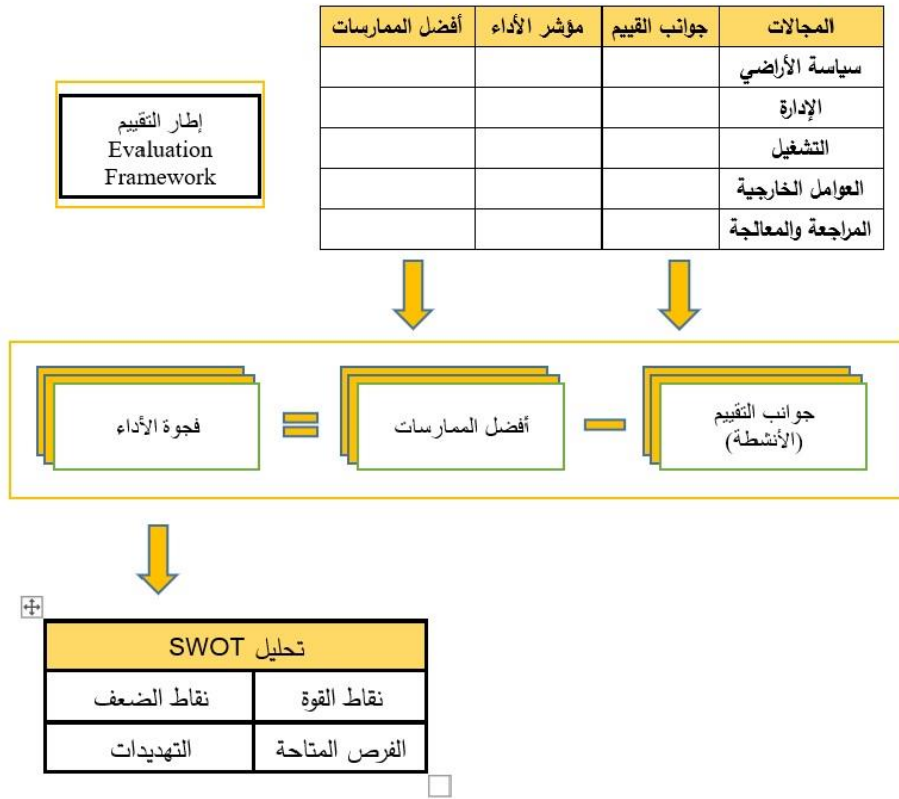 المجالات جوانب القييم مؤشر الأداء أفضل الممارسات
سياسة الأراضي
الإدارة
التشغيل
العوامل الخارجية
المراجعة والمعالجة
إطار التقييم
Evaluation
Framework
جوانب التقييم
(الأنشطة)
أفضل الممارسات
فجوة الأداء
تحليل SWOT
نقاط القوة نقاط الضعف
الفرص المتاحة التهديدات